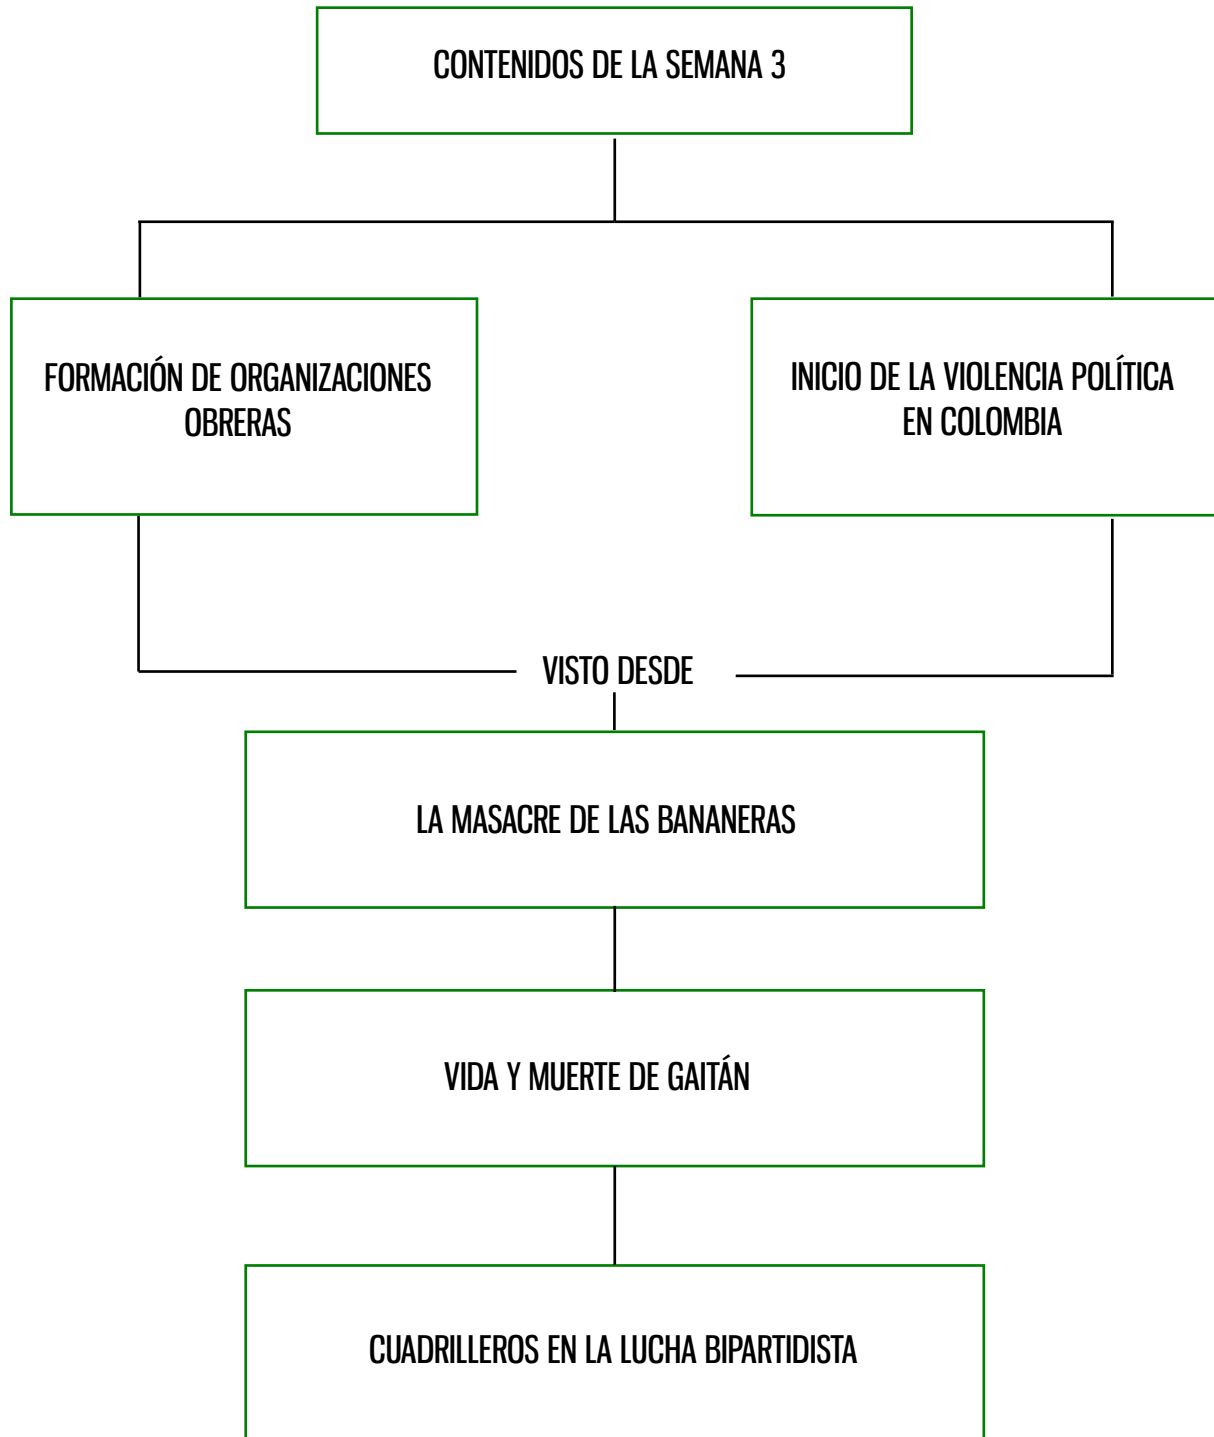 CONTENIDOS DE LA SEMANA 3
FORMACIÓN DE ORGANIZACIONES
OBRERAS
INICIO DE LA VIOLENCIA POLÍTICA
EN COLOMBIA
VISTO DESDE
LA MASACRE DE LAS BANANERAS
VIDA Y MUERTE DE GAITÁN
CUADRILLEROS EN LA LUCHA BIPARTIDISTA